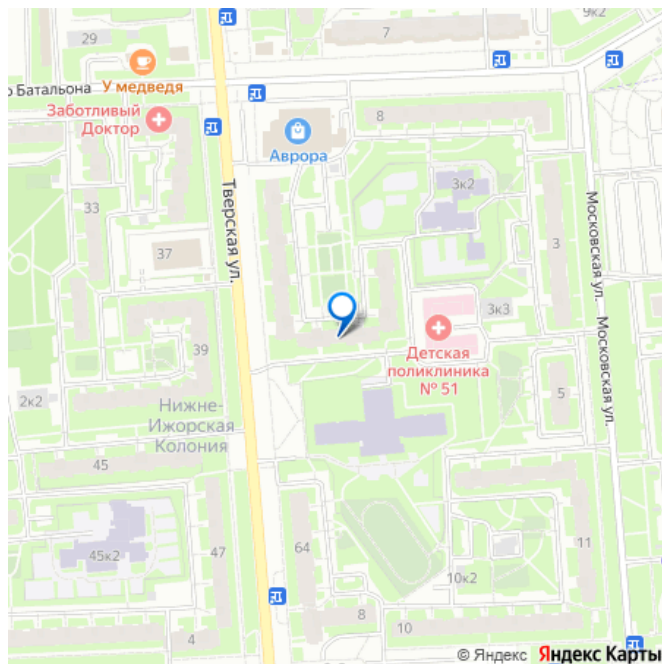 29
7
9к2
У медведя
о Батальона
Заботливый
Доктор
8
Аврора
Тверская ул.
3к2
33
37
3
Московская ул.
3к3
Детская
поликлиника
№ 51
Московская ул.
39
5
2к2
Нижне-
Ижорская
Колония
45
45к2
47
64
11
10к2
8
10
4
© Яндекс Яндекс Карты